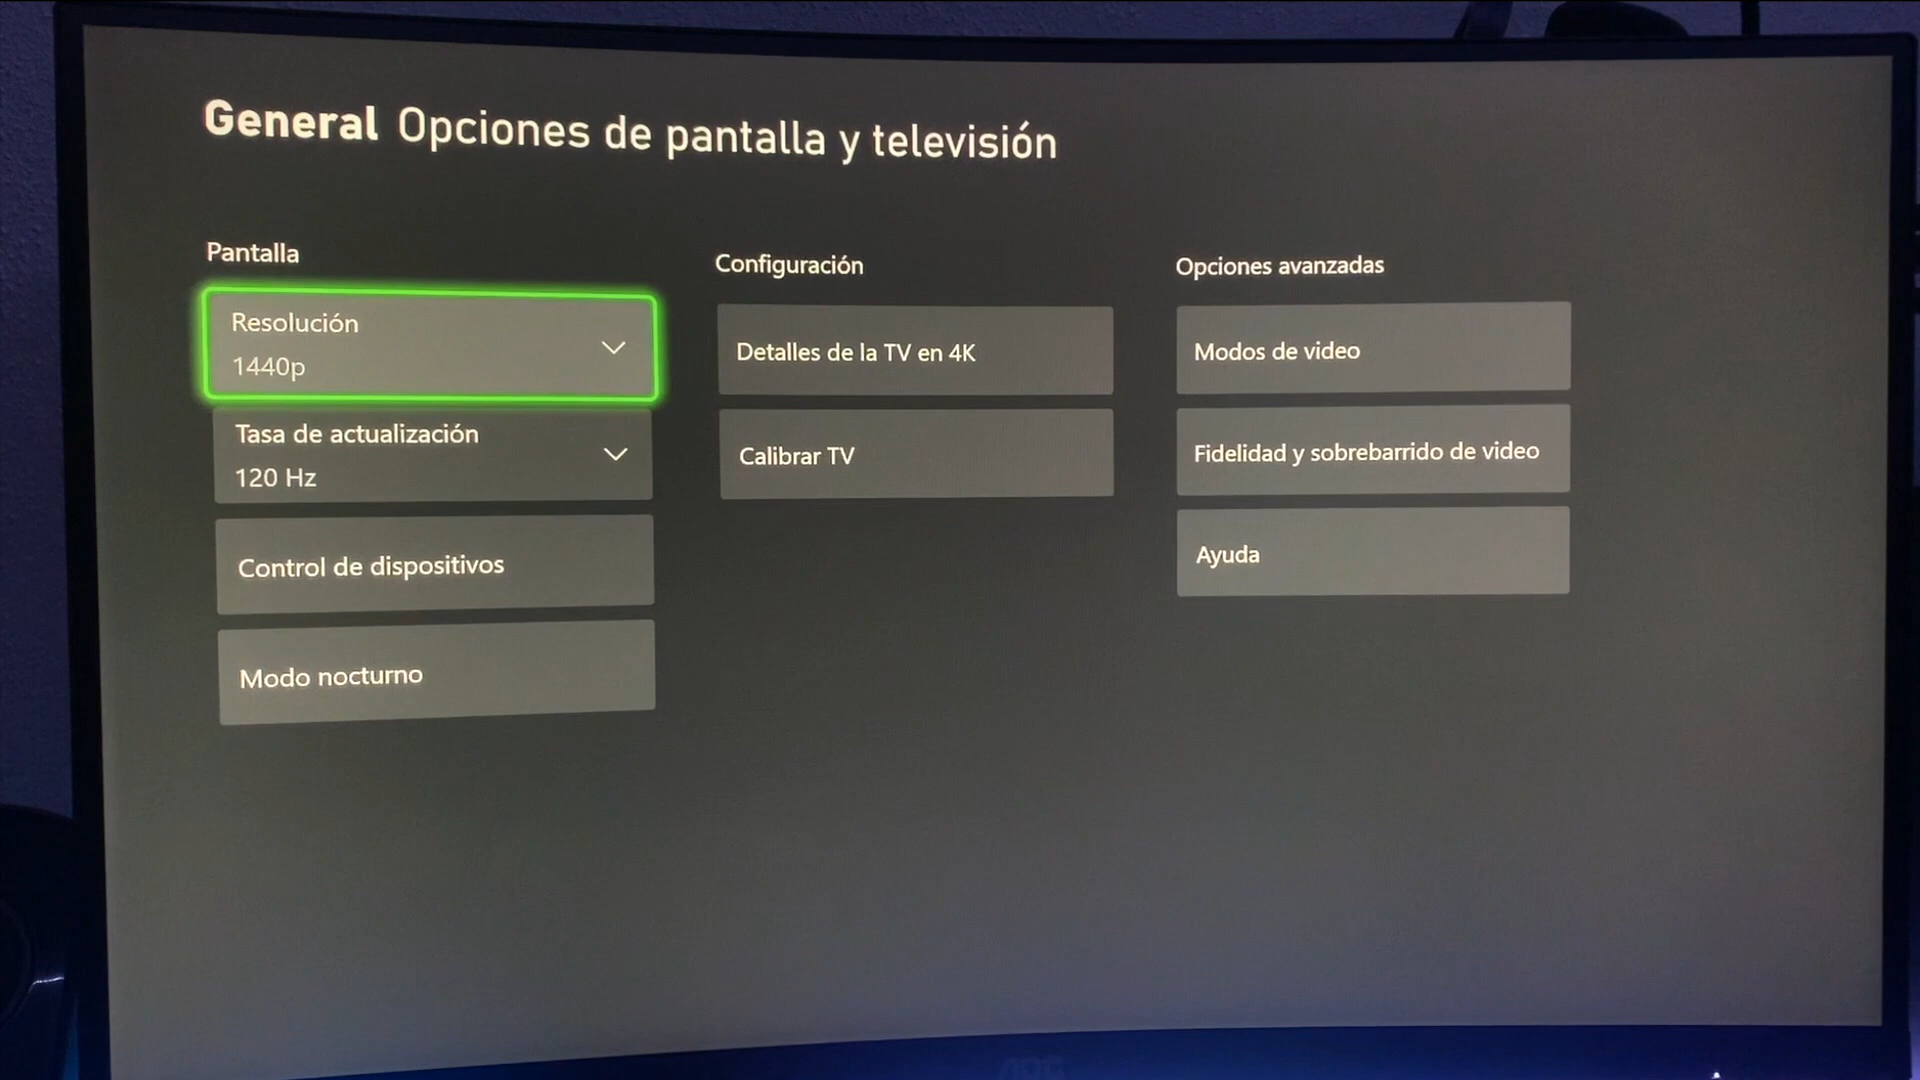 General Opciones de pantalla y televisión
Pantalla
Resolución
1440p
Tasa de actualización
120 Hz
Control de dispositivos
Modo nocturno
Configuración
Detalles de la TV en 4K
Calibrar TV
Opciones avanzadas
Modos de video
Fidelidad y sobrebarrido de video
Ayuda
AOC